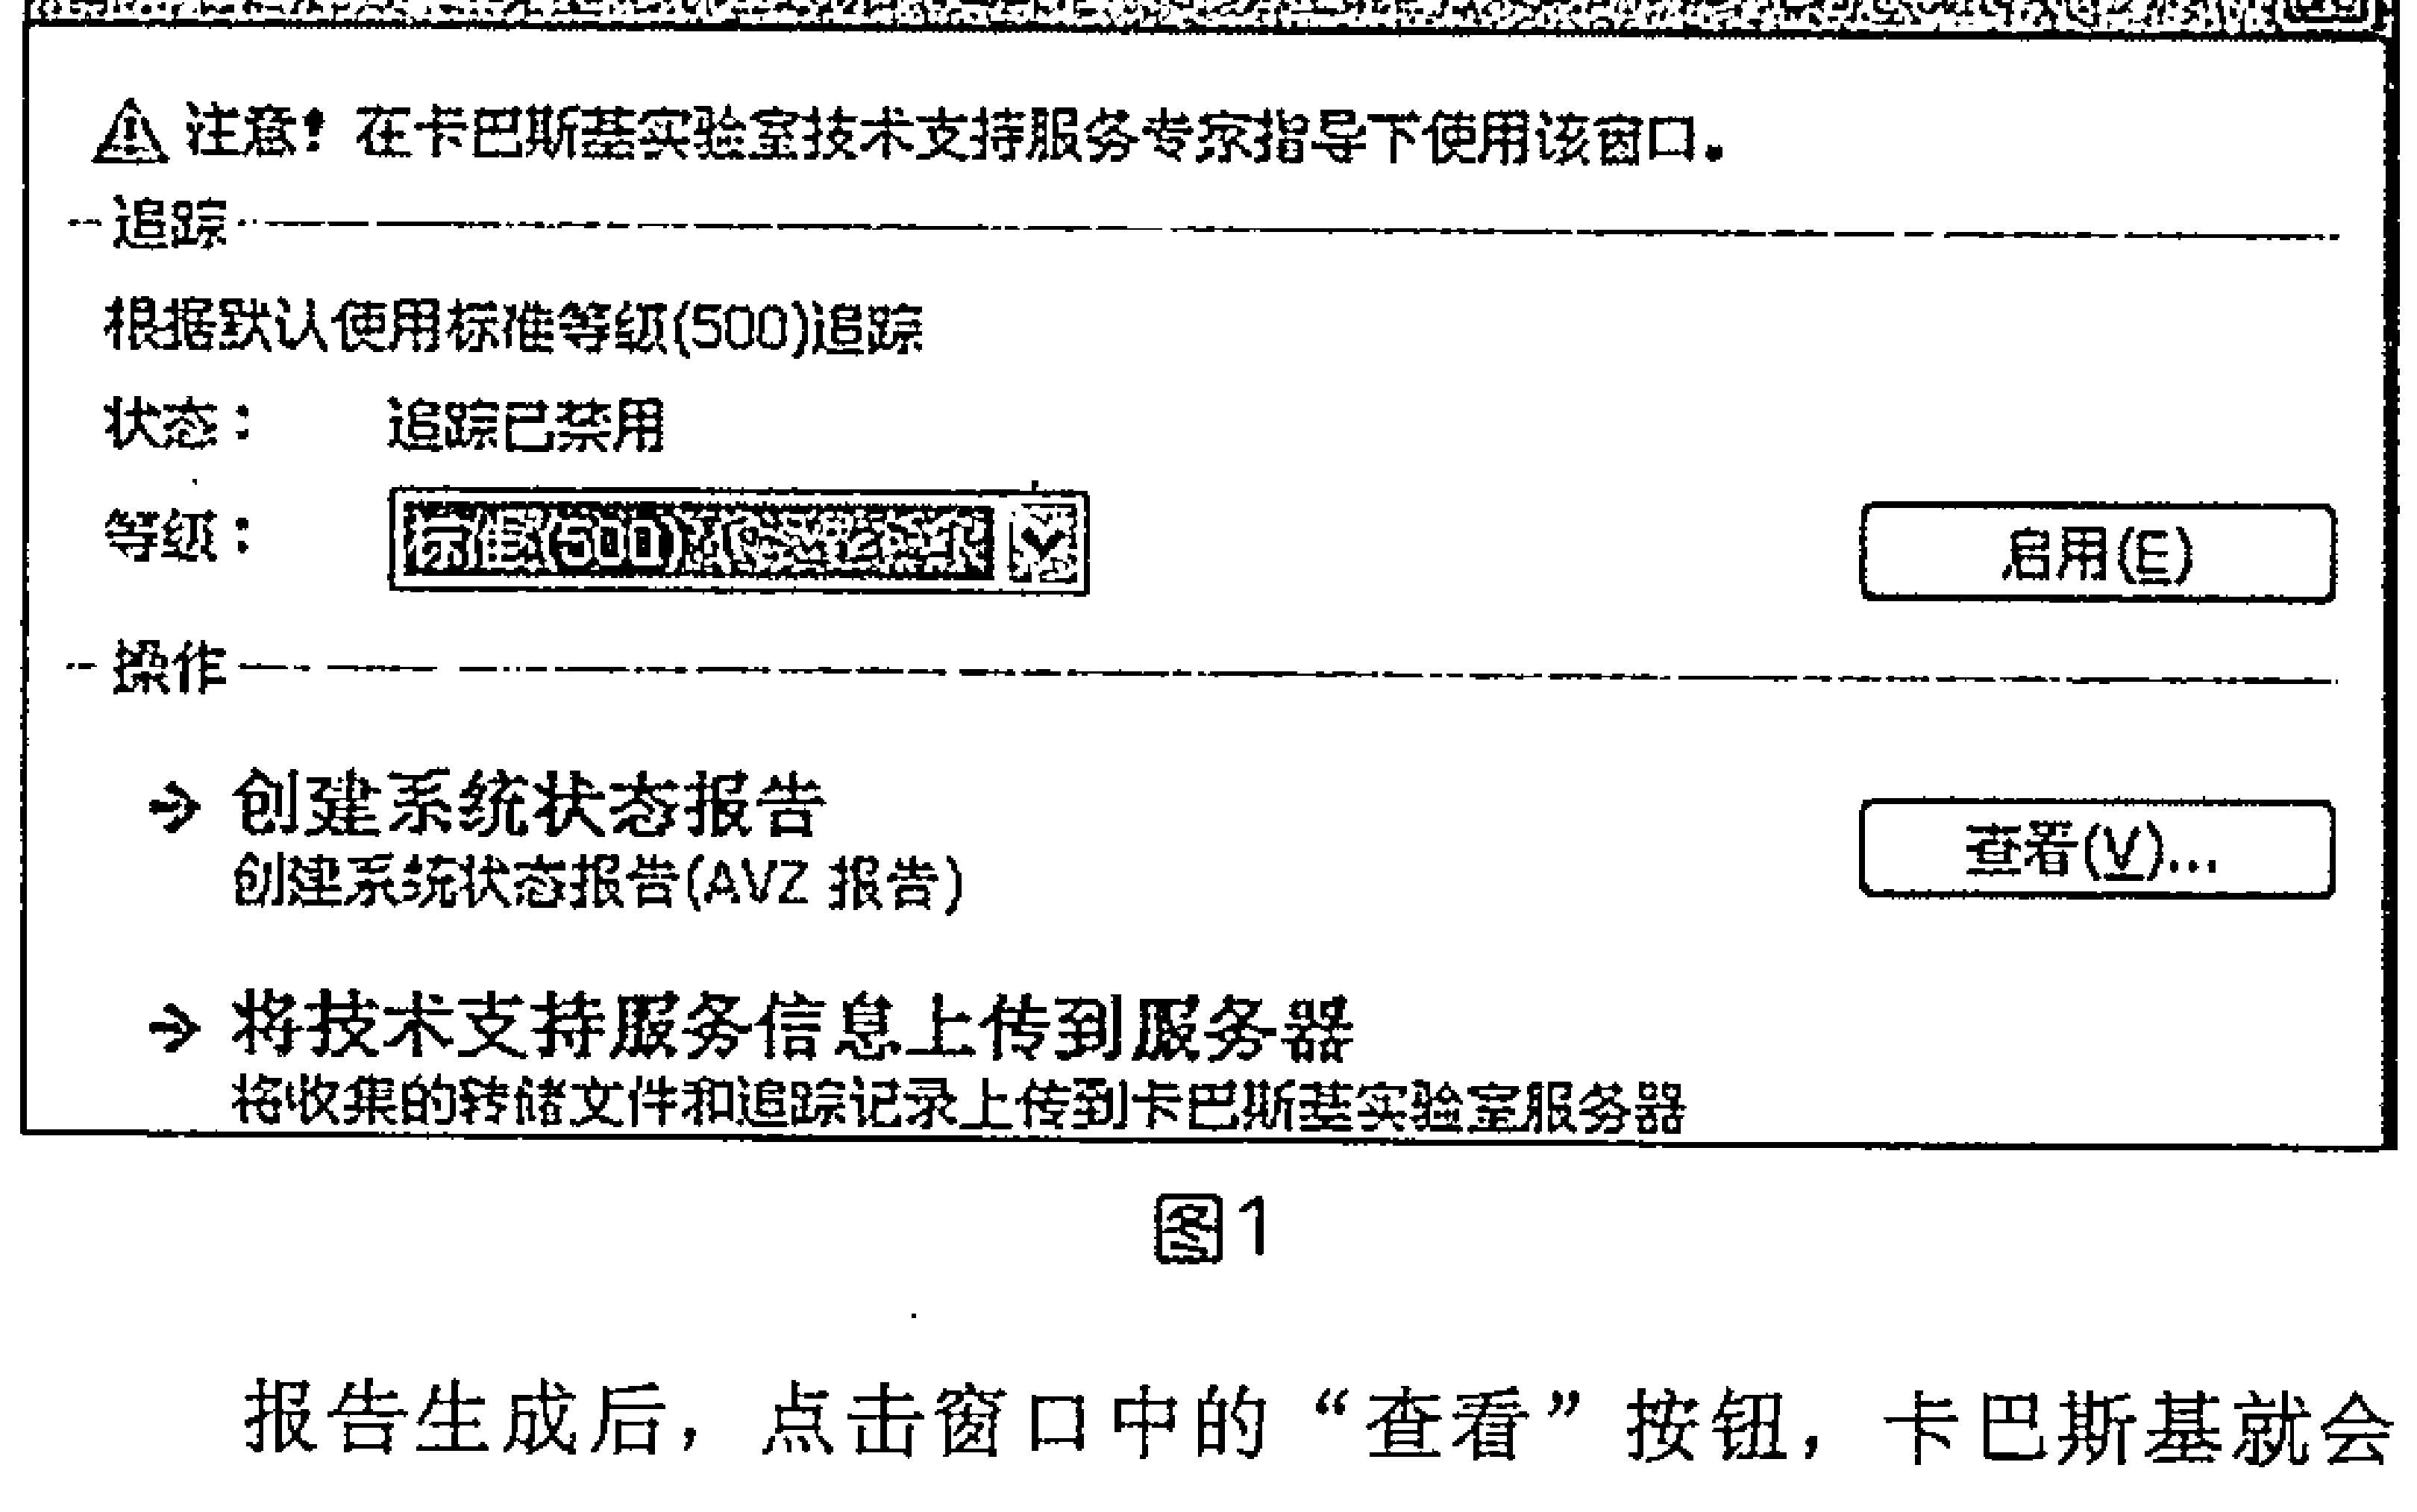 注意！在卡巴斯基实验室技术支持服务专家指导下使用该窗口。
追踪
根据默认使用标准等级(500)追踪
状态： 追踪已禁用
等级： 标准(500) 启用(E)
操作
创建系统状态报告
创建系统状态报告(AVZ 报告) 查看(V)...
将技术支持服务信息上传到服务器
将收集的转储文件和追踪记录上传到卡巴斯基实验室服务器
图1
报告生成后，点击窗口中的“查看”按钮，卡巴斯基就会